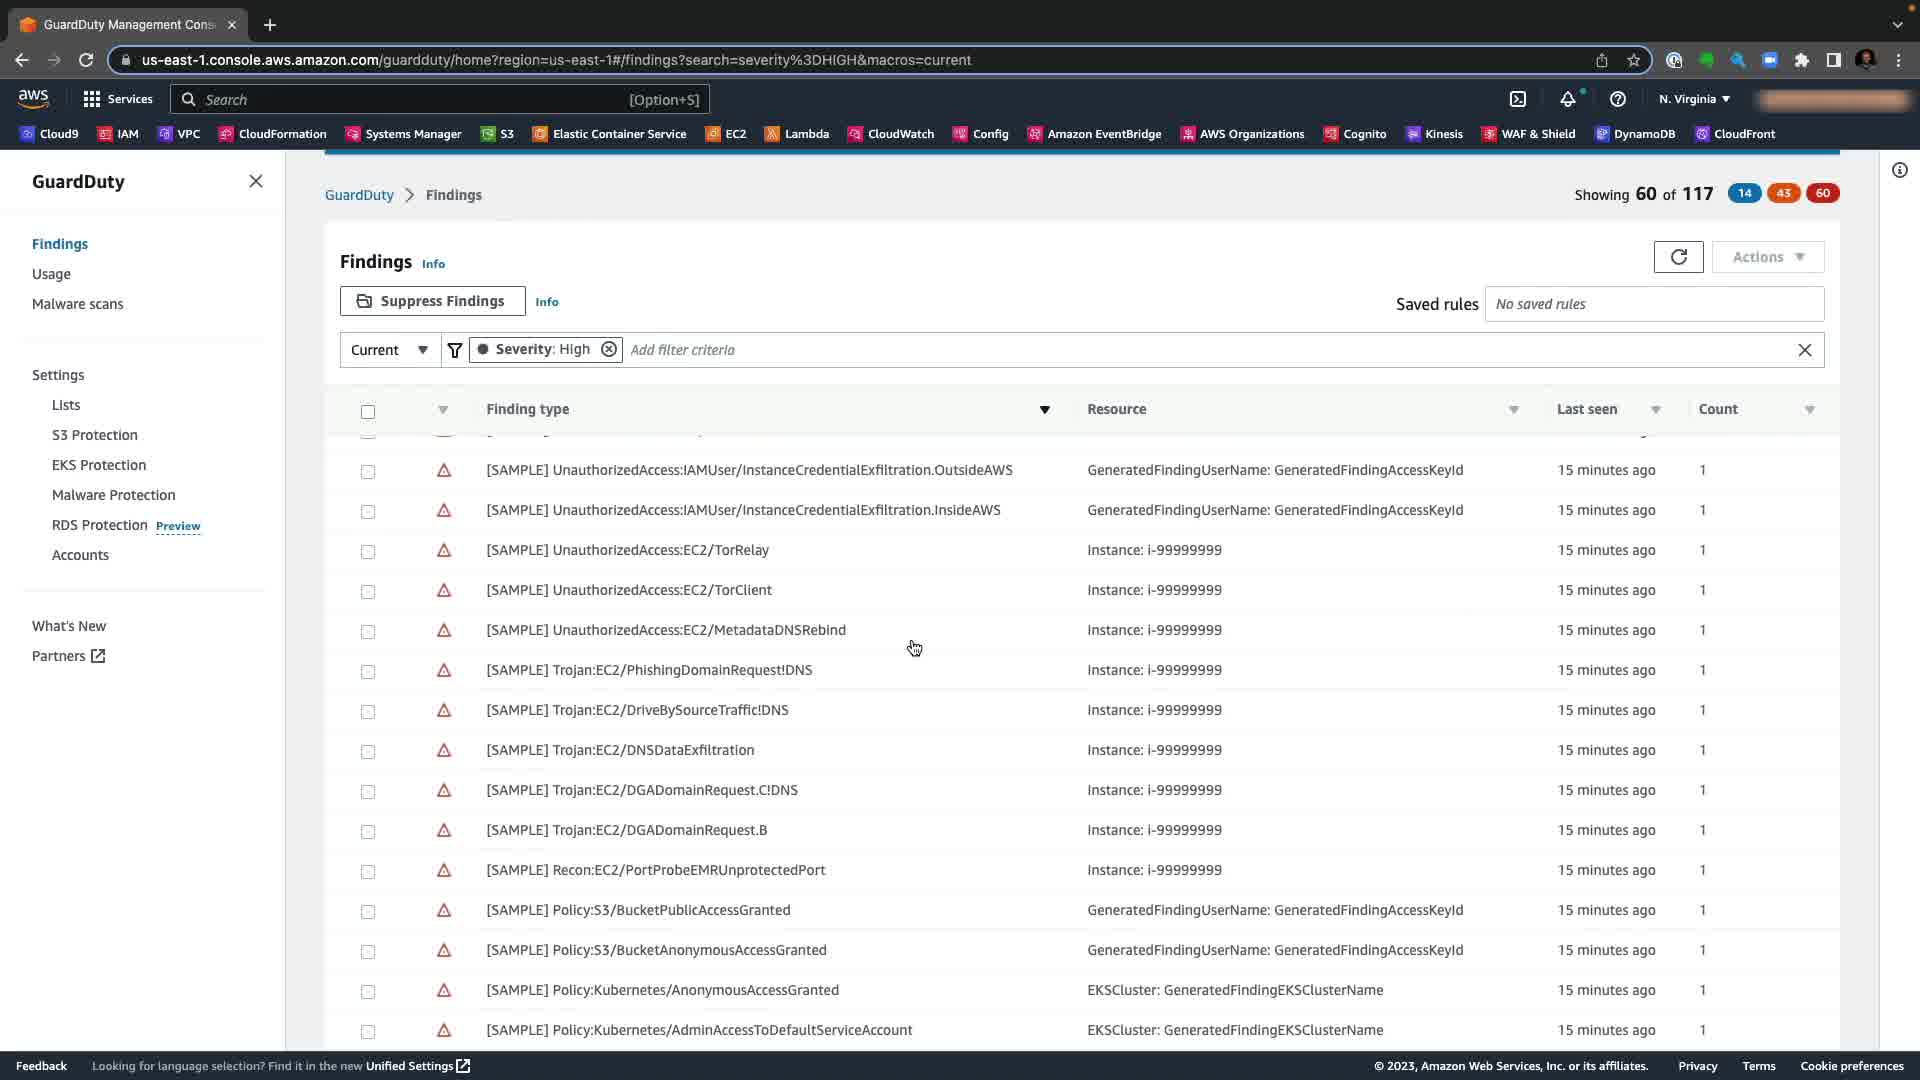 GuardDuty Management Cons
us-east-1.console.aws.amazon.com/guardduty/home?region=us-east-1#/findings?search=severity%3DHIGH&macros=current
aws Services Search [Option+S] N. Virginia
Cloud9 IAM VPC CloudFormation Systems Manager S3 Elastic Container Service EC2 Lambda CloudWatch Config Amazon EventBridge AWS Organizations Cognito Kinesis WAF & Shield DynamoDB CloudFront
GuardDuty
Findings
Usage
Malware scans
Settings
Lists
S3 Protection
EKS Protection
Malware Protection
RDS Protection Preview
Accounts
What's New
Partners
GuardDuty > Findings
Showing 60 of 117 14 43 60
Findings Info
Actions
Suppress Findings Info
Saved rules No saved rules
Current Severity: High Add filter criteria
Finding type Resource Last seen Count
[SAMPLE] UnauthorizedAccess:IAMUser/InstanceCredentialExfiltration.OutsideAWS GeneratedFindingUserName: GeneratedFindingAccessKeyId 15 minutes ago 1
[SAMPLE] UnauthorizedAccess:IAMUser/InstanceCredentialExfiltration.InsideAWS GeneratedFindingUserName: GeneratedFindingAccessKeyId 15 minutes ago 1
[SAMPLE] UnauthorizedAccess:EC2/TorRelay Instance: i-99999999 15 minutes ago 1
[SAMPLE] UnauthorizedAccess:EC2/TorClient Instance: i-99999999 15 minutes ago 1
[SAMPLE] UnauthorizedAccess:EC2/MetadataDNSRebind Instance: i-99999999 15 minutes ago 1
[SAMPLE] Trojan:EC2/PhishingDomainRequest!DNS Instance: i-99999999 15 minutes ago 1
[SAMPLE] Trojan:EC2/DriveBySourceTraffic!DNS Instance: i-99999999 15 minutes ago 1
[SAMPLE] Trojan:EC2/DNSDataExfiltration Instance: i-99999999 15 minutes ago 1
[SAMPLE] Trojan:EC2/DGADomainRequest.C!DNS Instance: i-99999999 15 minutes ago 1
[SAMPLE] Trojan:EC2/DGADomainRequest.B Instance: i-99999999 15 minutes ago 1
[SAMPLE] Recon:EC2/PortProbeEMRUnprotectedPort Instance: i-99999999 15 minutes ago 1
[SAMPLE] Policy:S3/BucketPublicAccessGranted GeneratedFindingUserName: GeneratedFindingAccessKeyId 15 minutes ago 1
[SAMPLE] Policy:S3/BucketAnonymousAccessGranted GeneratedFindingUserName: GeneratedFindingAccessKeyId 15 minutes ago 1
[SAMPLE] Policy:Kubernetes/AnonymousAccessGranted EKSCluster: GeneratedFindingEKSClusterName 15 minutes ago 1
[SAMPLE] Policy:Kubernetes/AdminAccessToDefaultServiceAccount EKSCluster: GeneratedFindingEKSClusterName 15 minutes ago 1
Feedback Looking for language selection? Find it in the new Unified Settings © 2023, Amazon Web Services, Inc. or its affiliates. Privacy Terms Cookie preferences